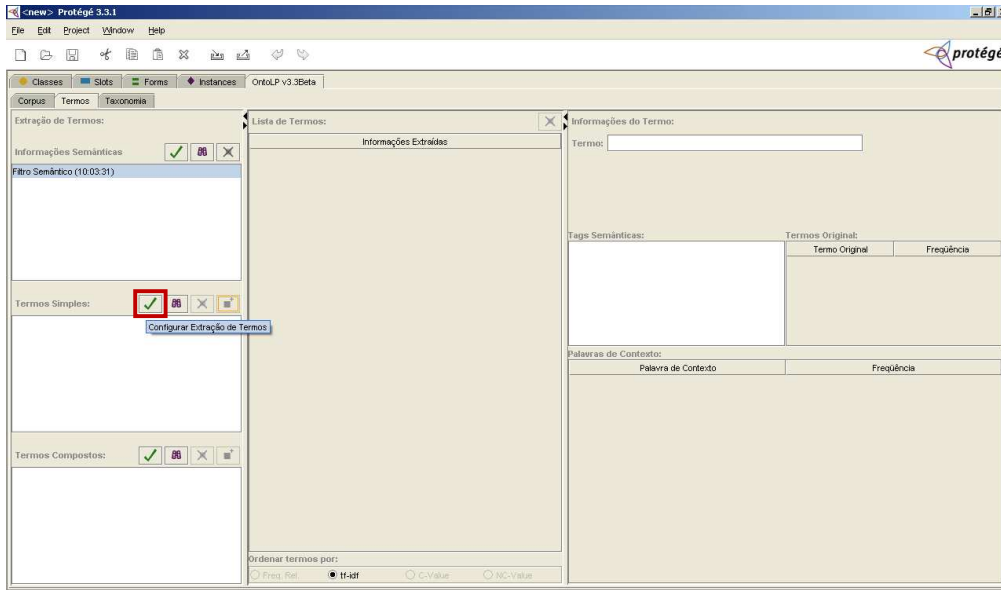 <new> Protégé 3.3.1
File Edit Project Window Help
protégé
Classes Slots Forms Instances OntoLP v3.3Beta
Corpus Termos Taxonomia
Extração de Termos:
Informações Semânticas
Filtro Semântico (10:03:31)
Termos Simples:
Configurar Extração de Termos
Termos Compostos:
Lista de Termos:
Informações Extraídas
Ordenar termos por:
Freq. Rel tf-idf C-Value NC-Value
Informações do Termo:
Termo:
Tags Semânticas:
Termos Original:
Termo Original Freqüência
Palavras de Contexto:
Palavra de Contexto Freqüência